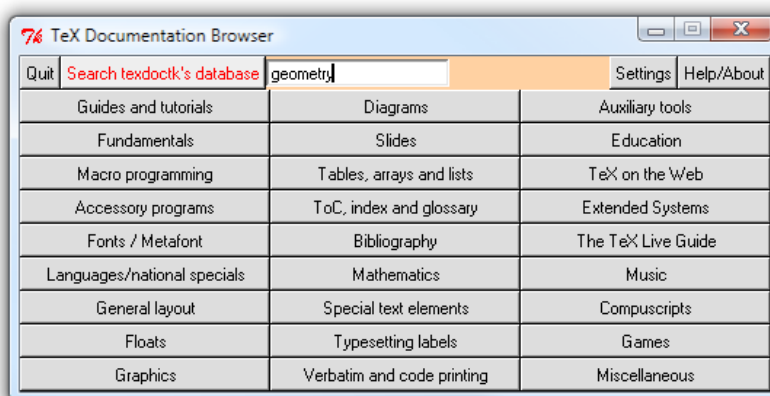 TeX Documentation Browser
Quit Search texdoctk's database geometry Settings Help/About
Guides and tutorials Diagrams Auxiliary tools
Fundamentals Slides Education
Macro programming Tables, arrays and lists TeX on the Web
Accessory programs ToC, index and glossary Extended Systems
Fonts / Metafont Bibliography The TeX Live Guide
Languages/national specials Mathematics Music
General layout Special text elements Compuscripts
Floats Typesetting labels Games
Graphics Verbatim and code printing Miscellaneous